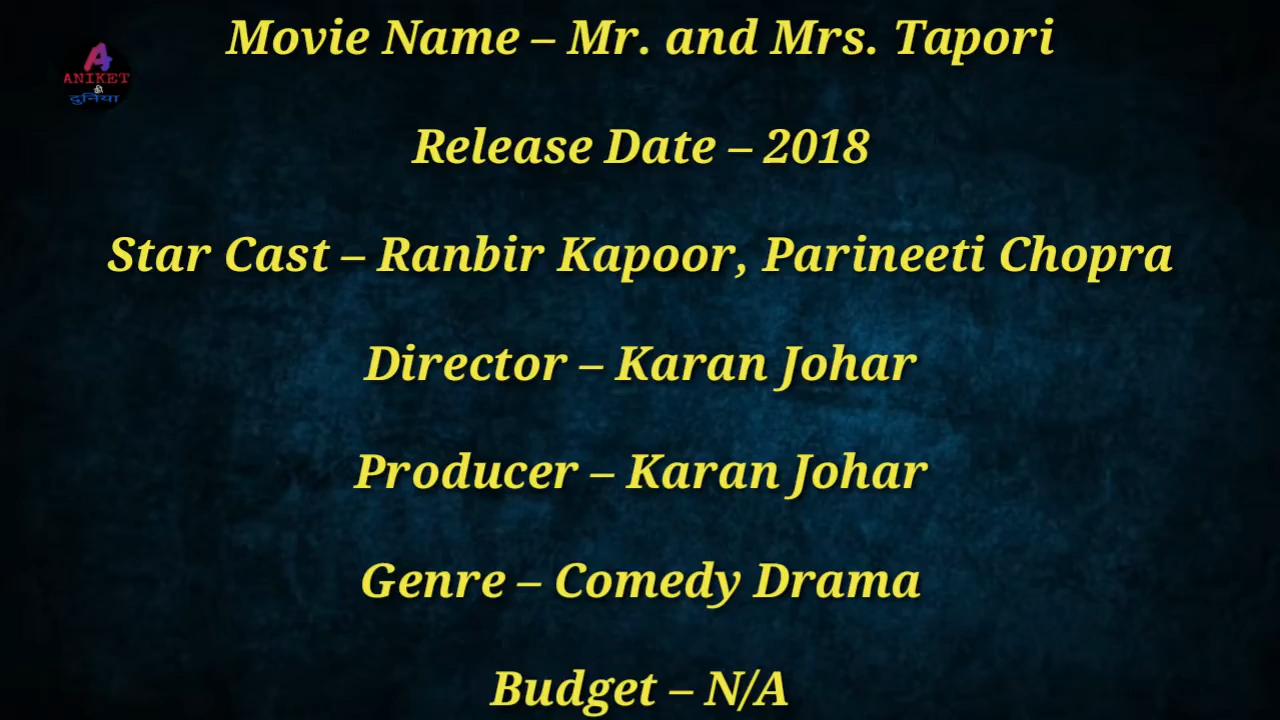 Movie Name – Mr. and Mrs. Tapori
A
ANIKET
की
दुनिया
Release Date – 2018
Star Cast – Ranbir Kapoor, Parineeti Chopra
Director – Karan Johar
Producer – Karan Johar
Genre – Comedy Drama
Budget – N/A